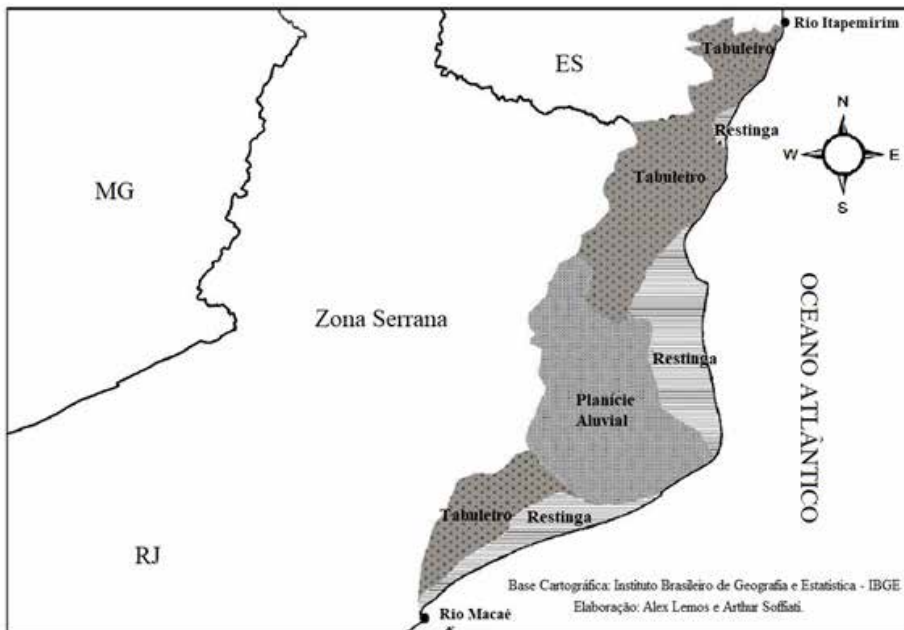 Rio Itapemirim
Tabuleiro
ES
Restinga
N
W
E
S
Tabuleiro
MG
OCEANO ATLÂNTICO
Zona Serrana
Restinga
Planície
Aluvial
Tabuleiro
Restinga
RJ
Base Cartográfica: Instituto Brasileiro de Geografia e Estatística - IBGE
Elaboração: Alex Lemos e Arthur Soffiati.
Rio Macaé